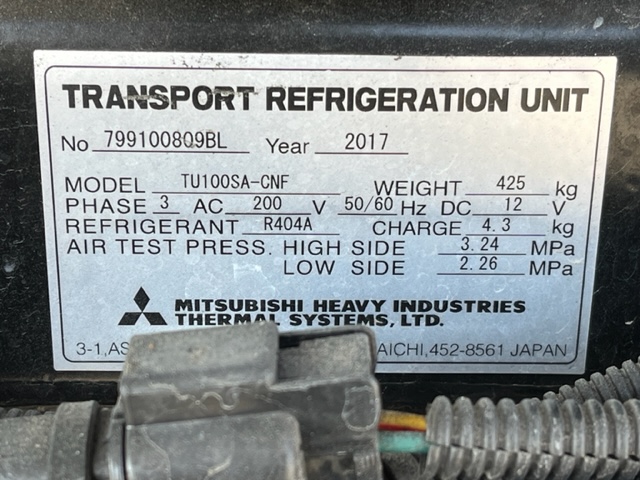 TRANSPORT REFRIGERATION UNIT
No 799100809BL Year 2017
MODEL TU100SA-CNF WEIGHT 425 kg
PHASE 3 AC 200 V 50/60 Hz DC 12 V
REFRIGERANT R404A CHARGE 4.3 kg
AIR TEST PRESS. HIGH SIDE 3.24 MPa
LOW SIDE 2.26 MPa
MITSUBISHI HEAVY INDUSTRIES
THERMAL SYSTEMS, LTD.
3-1, AICHI, 452-8561 JAPAN